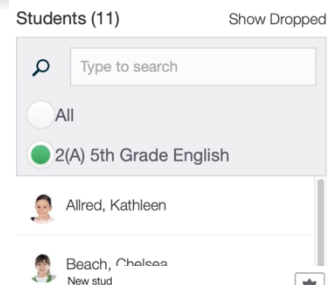 Students (11) Show Dropped
Type to search
All
2(A) 5th Grade English
Allred, Kathleen
Beach, Chelsea
New stud